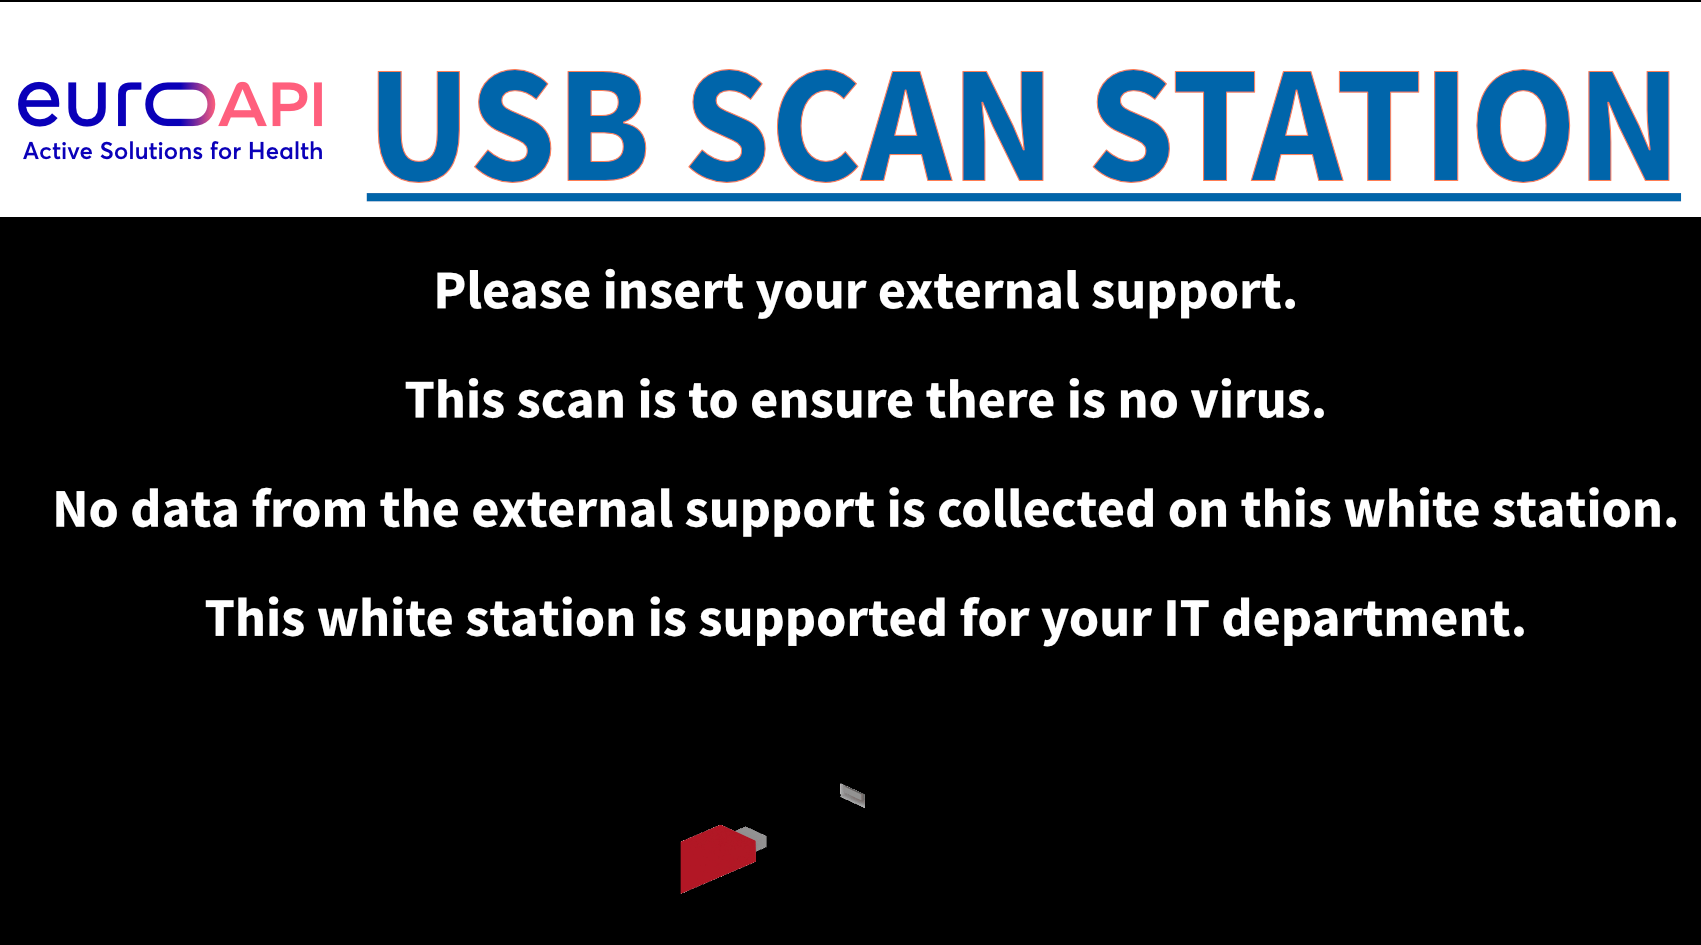 euroAPI
Active Solutions for Health
USB SCAN STATION
Please insert your external support.
This scan is to ensure there is no virus.
No data from the external support is collected on this white station.
This white station is supported for your IT department.